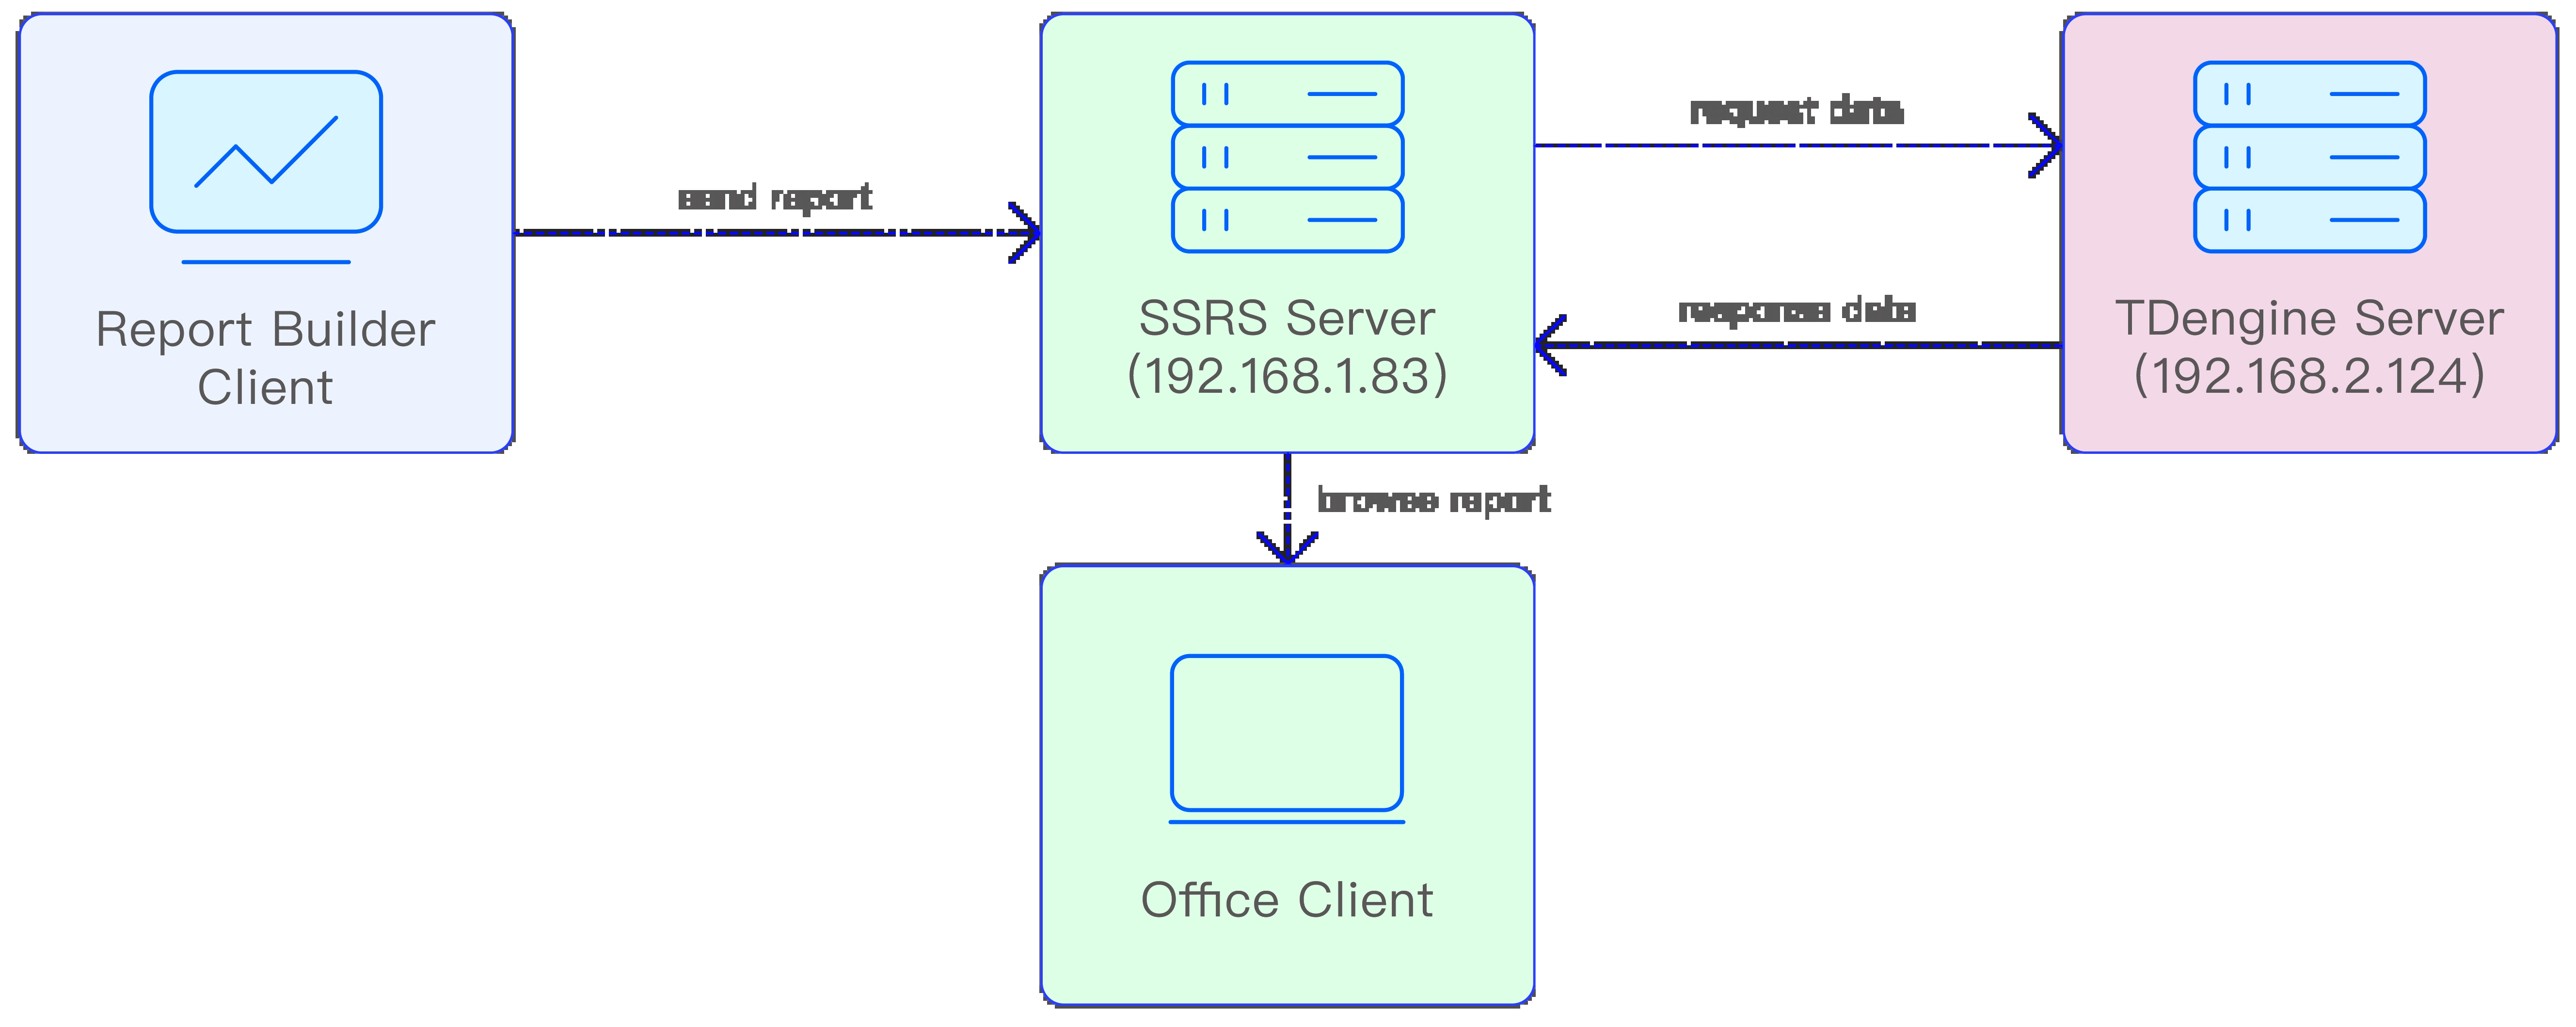 request data
send report
Report Builder
Client
SSRS Server
(192.168.1.83)
response data
TDengine Server
(192.168.2.124)
browse report
Office Client